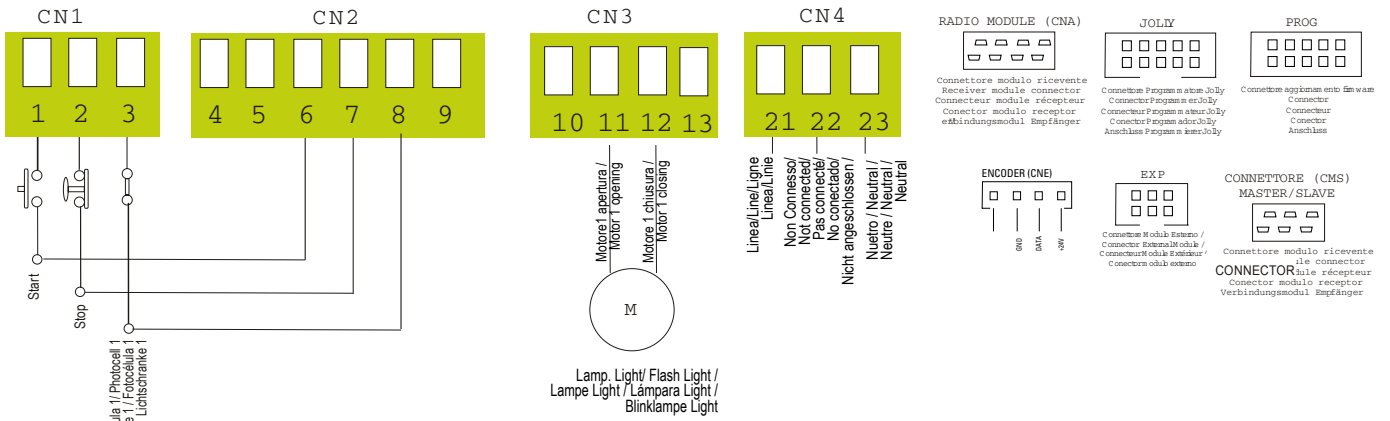 CN1
CN2
CN3
CN4
1 2 3
4 5 6 7 8 9
10 11 12 13
21 22 23
Start
Stop
Photocell 1
Fotocélula 1
Lichtschranke 1
Motore1 apertura /
Motor 1 opening
Motore 1 chiusura /
Motor 1 closing
M
Lamp. Light/ Flash Light /
Lampe Light / Lámpara Light /
Blinklampe Light
Linea/Line/Ligne
Linea/Linie
Non Connesso/
Not connected/
Pas connecté/
No conectado/
Nicht angeschlossen /
Nuetro / Neutral /
Neutre / Neutral /
Neutral
RADIO MODULE (CNA)
Connettore modulo ricevente
Receiver module connector
Connecteur module récepteur
Conector modulo receptor
Verbindungsmodul Empfänger
JOLLY
Connettore Programmatore Jolly
Connector Programmer Jolly
Connecteur Programmateur Jolly
Conector Programador Jolly
Anschluss Programmierer Jolly
PROG
Connettore aggiornamento firmware
Connector
Connecteur
Conector
Anschluss
ENCODER (CNE)
GND
DATA
+24V
EXP
Connettore Modulo Esterno /
Connector External Module /
Connecteur Module Extérieur /
Conector modulo externo
CONNETTORE (CMS)
MASTER/SLAVE
Connettore modulo ricevente
connector
CONNECTOR récepteur
Conector modulo receptor
Verbindungsmodul Empfänger